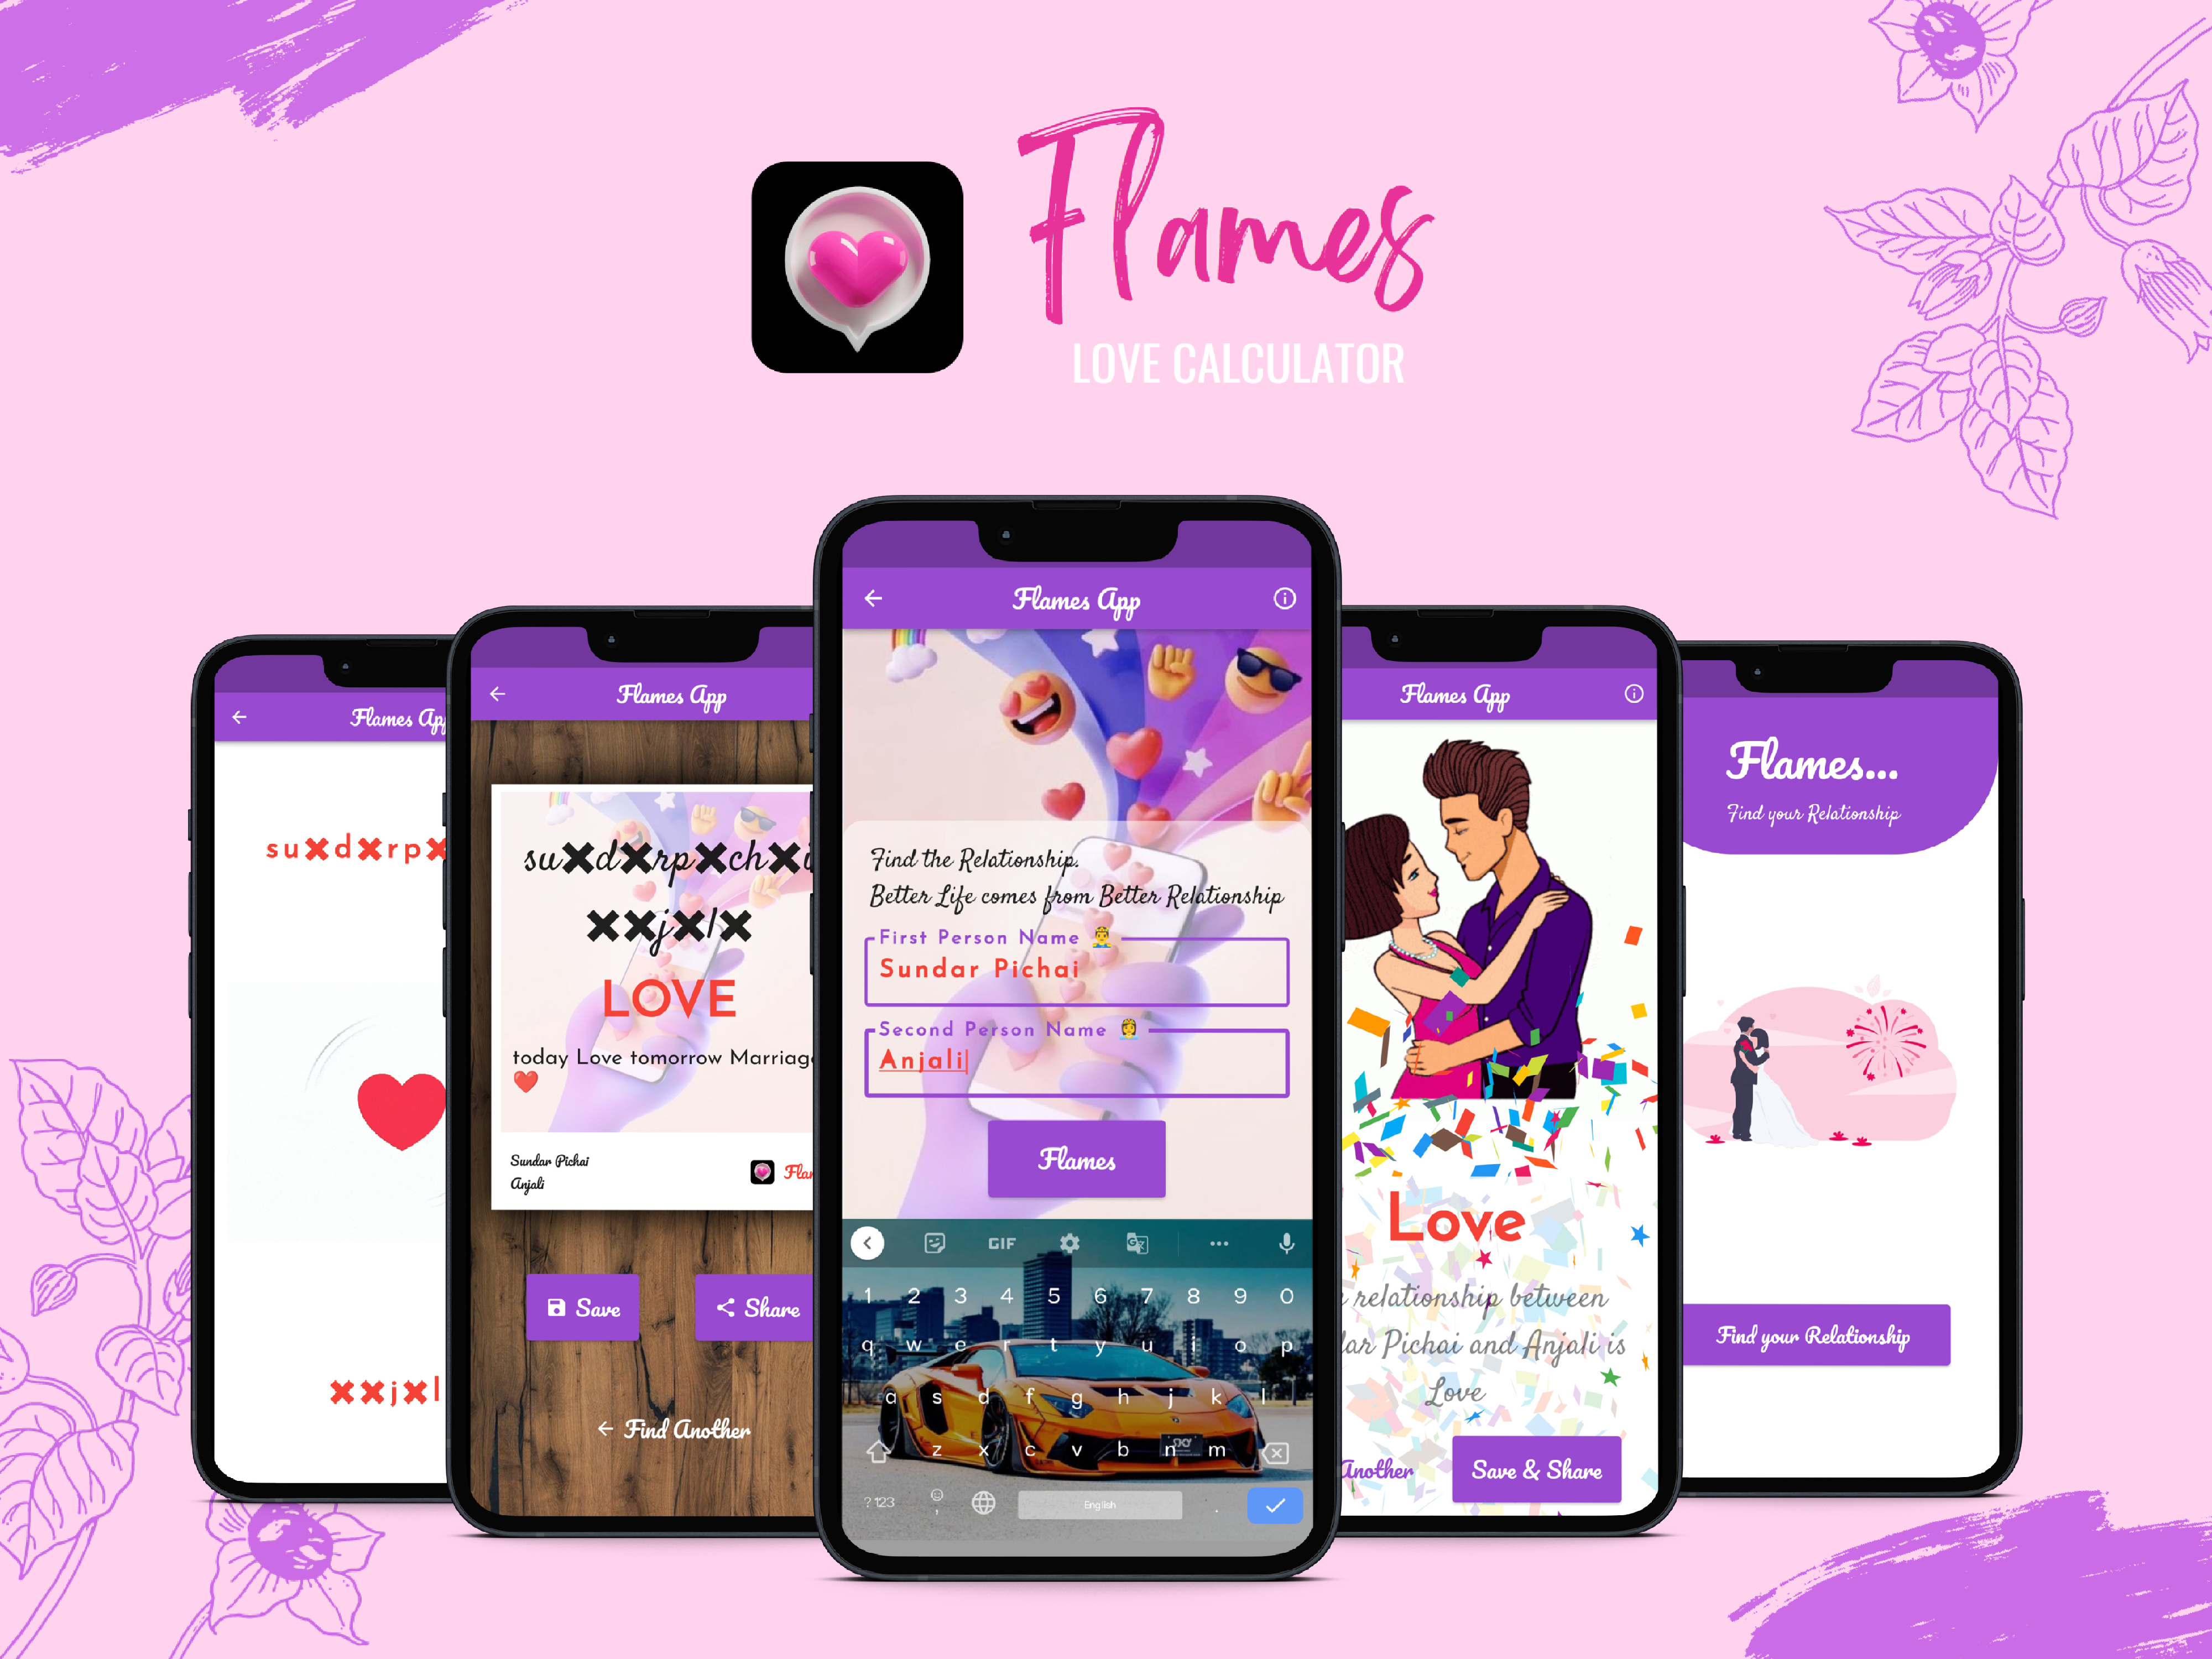 Flames
LOVE CALCULATOR
Flames App
su✖d✖rp✖
✖✖j✖l
Flames App
su✖d✖rp✖ch✖i
✖✖j✖l✖
LOVE
today Love tomorrow Marriage
❤️
Sundar Pichai
Anjali
Save
Share
Find Another
Flames App
Find the Relationship.
Better Life comes from Better Relationship
First Person Name 🤴
Sundar Pichai
Second Person Name 👸
Anjali
Flames
GIF
1 2 3 4 5 6 7 8 9 0
q w e r t y u i o p
a s d f g h j k l
z x c v b n m
?123 , English .
Flames App
Love
relationship between
Pichai and Anjali is
Love
Another
Save & Share
Flames...
Find your Relationship
Find your Relationship